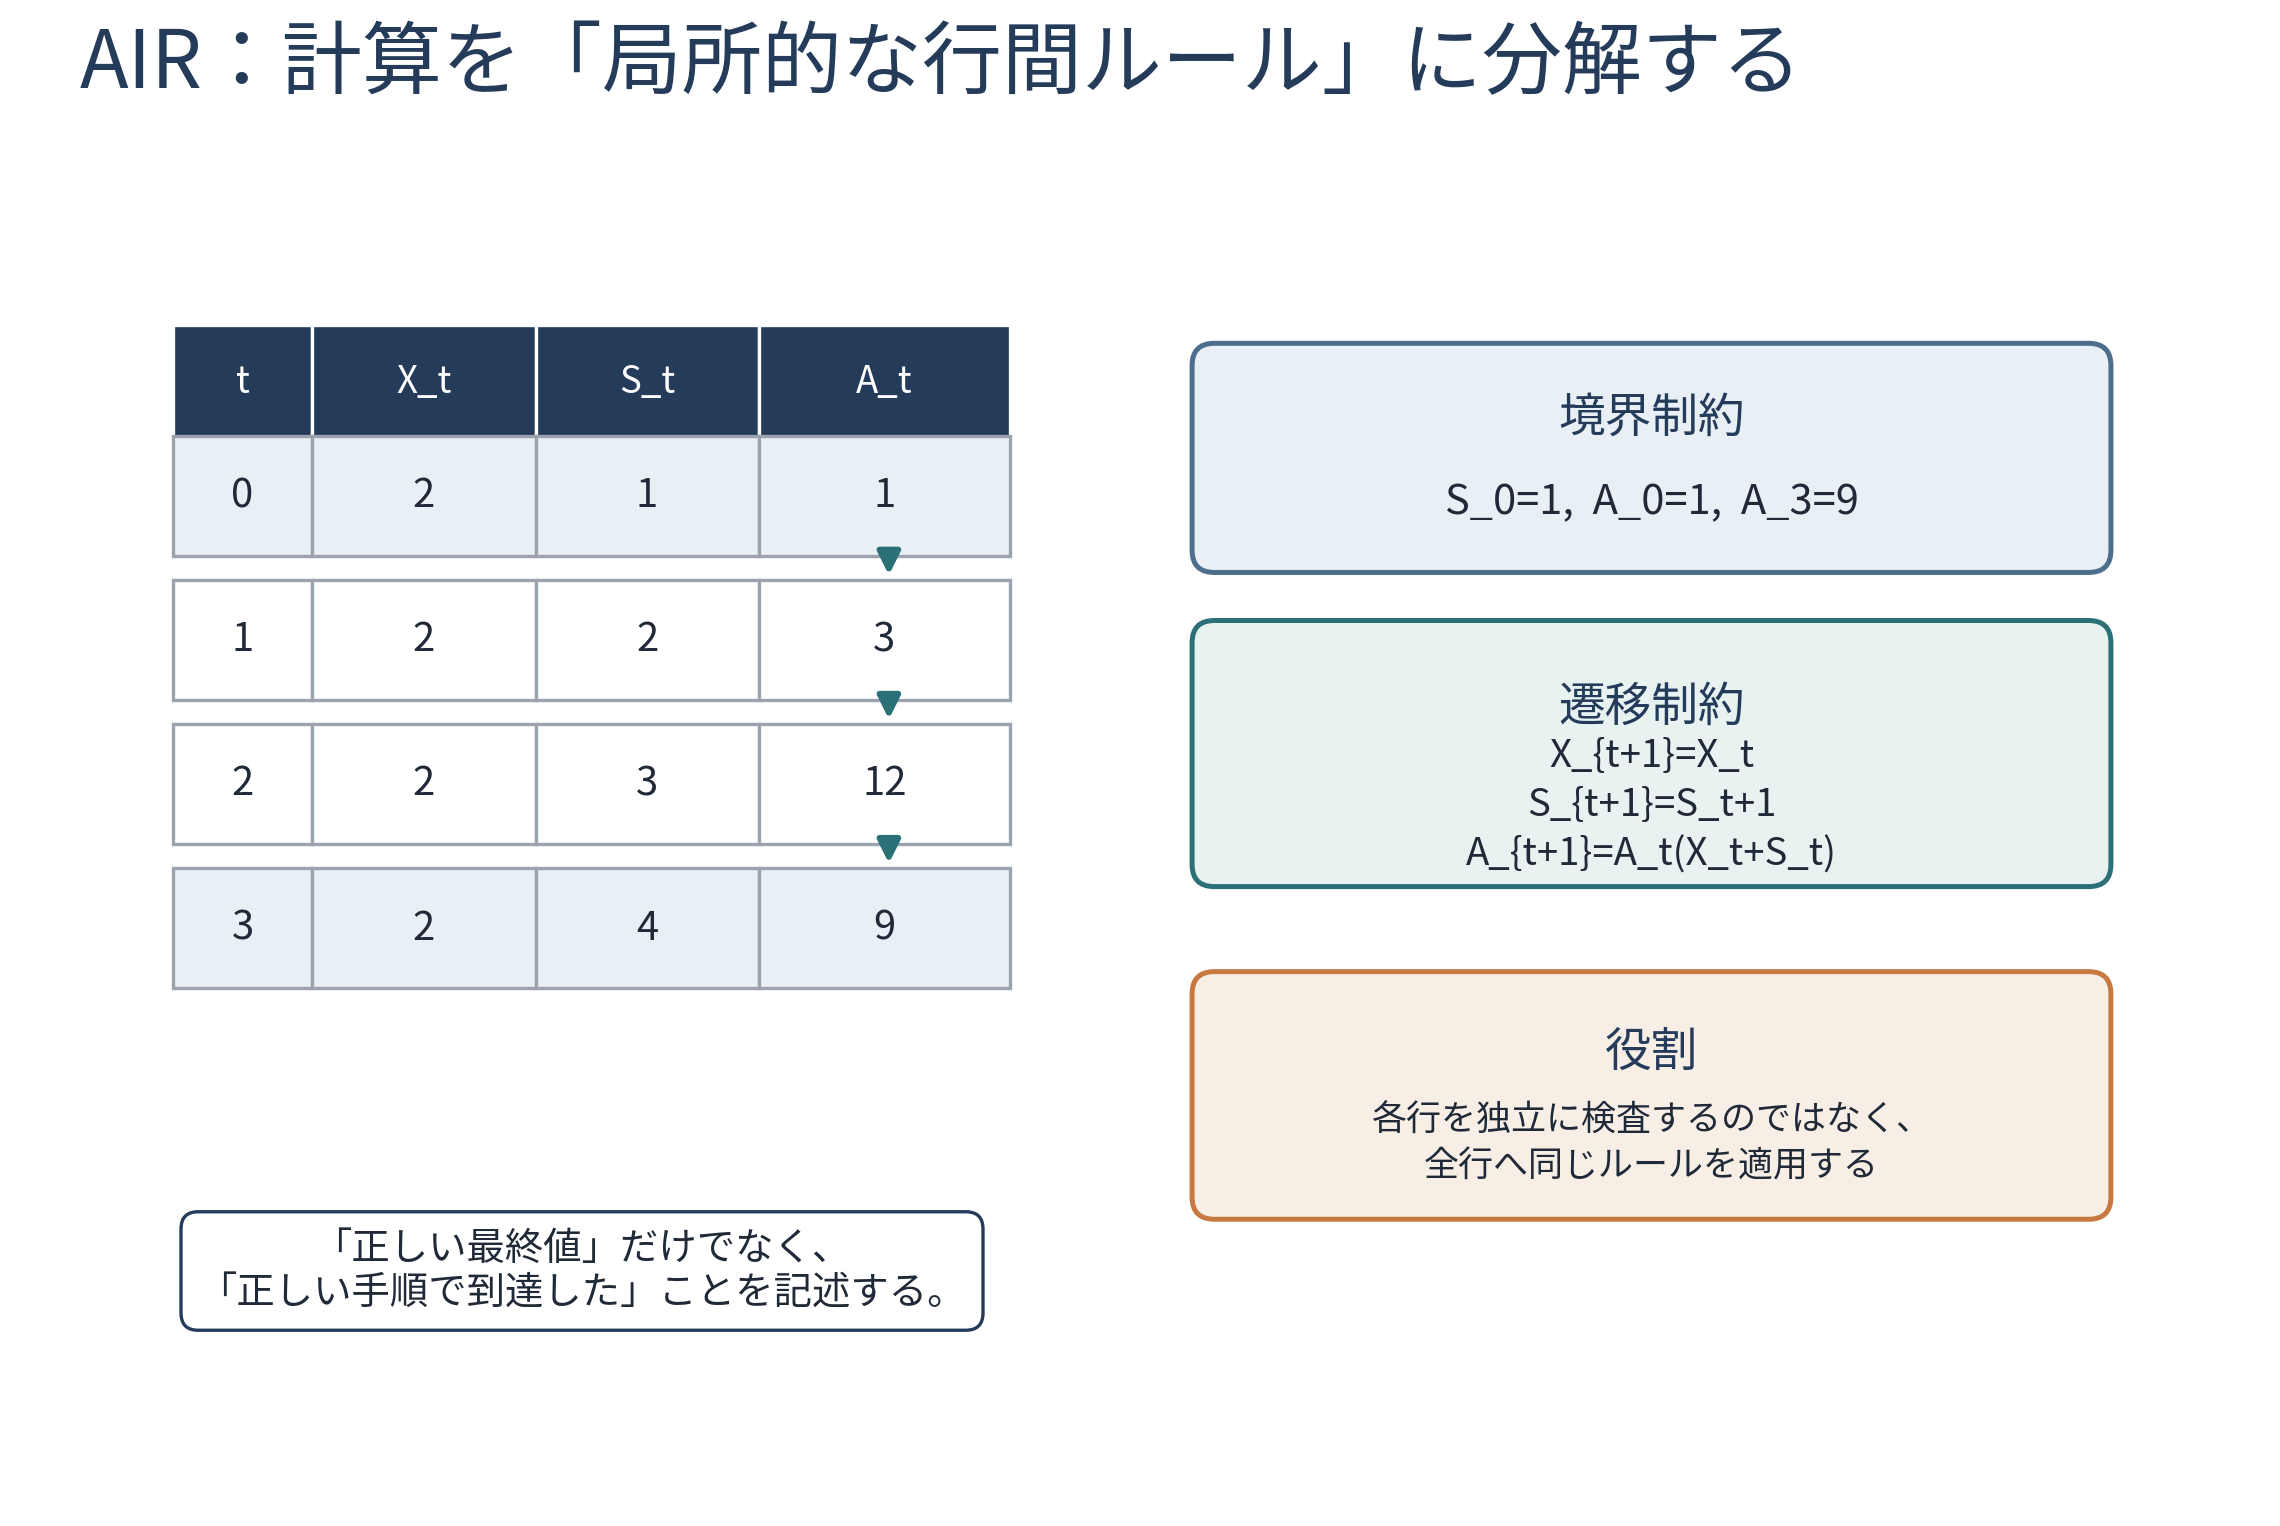 AIR：計算を「局所的な行間ルール」に分解する
t X_t S_t A_t
0 2 1 1
1 2 2 3
2 2 3 12
3 2 4 9
「正しい最終値」だけでなく、
「正しい手順で到達した」ことを記述する。
境界制約
S_0=1, A_0=1, A_3=9
遷移制約
X_{t+1}=X_t
S_{t+1}=S_t+1
A_{t+1}=A_t(X_t+S_t)
役割
各行を独立に検査するのではなく、
全行へ同じルールを適用する